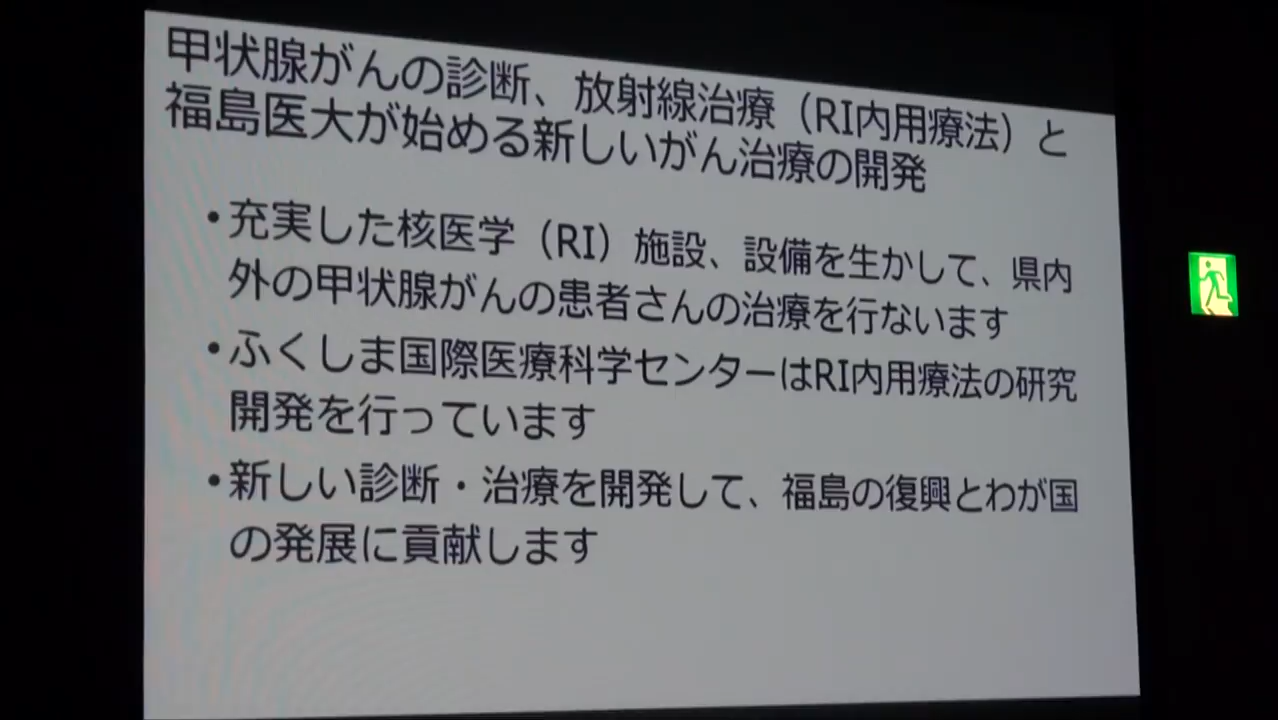 甲状腺がんの診断、放射線治療（RI内用療法）と
福島医大が始める新しいがん治療の開発
・充実した核医学（RI）施設、設備を生かして、県内
外の甲状腺がんの患者さんの治療を行ないます
・ふくしま国際医療科学センターはRI内用療法の研究
開発を行っています
・新しい診断・治療を開発して、福島の復興とわが国
の発展に貢献します